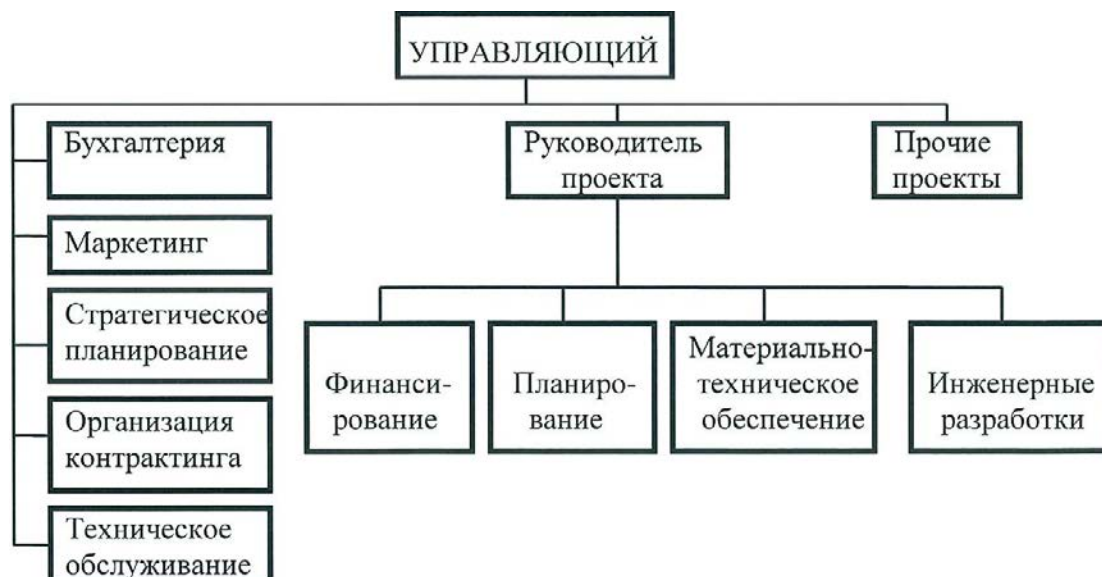 УПРАВЛЯЮЩИЙ
Бухгалтерия
Руководитель
проекта
Прочие
проекты
Маркетинг
Стратегическое
планирование
Организация
контрактинга
Техническое
обслуживание
Финанси-
рование
Планиро-
вание
Материально-
техническое
обеспечение
Инженерные
разработки